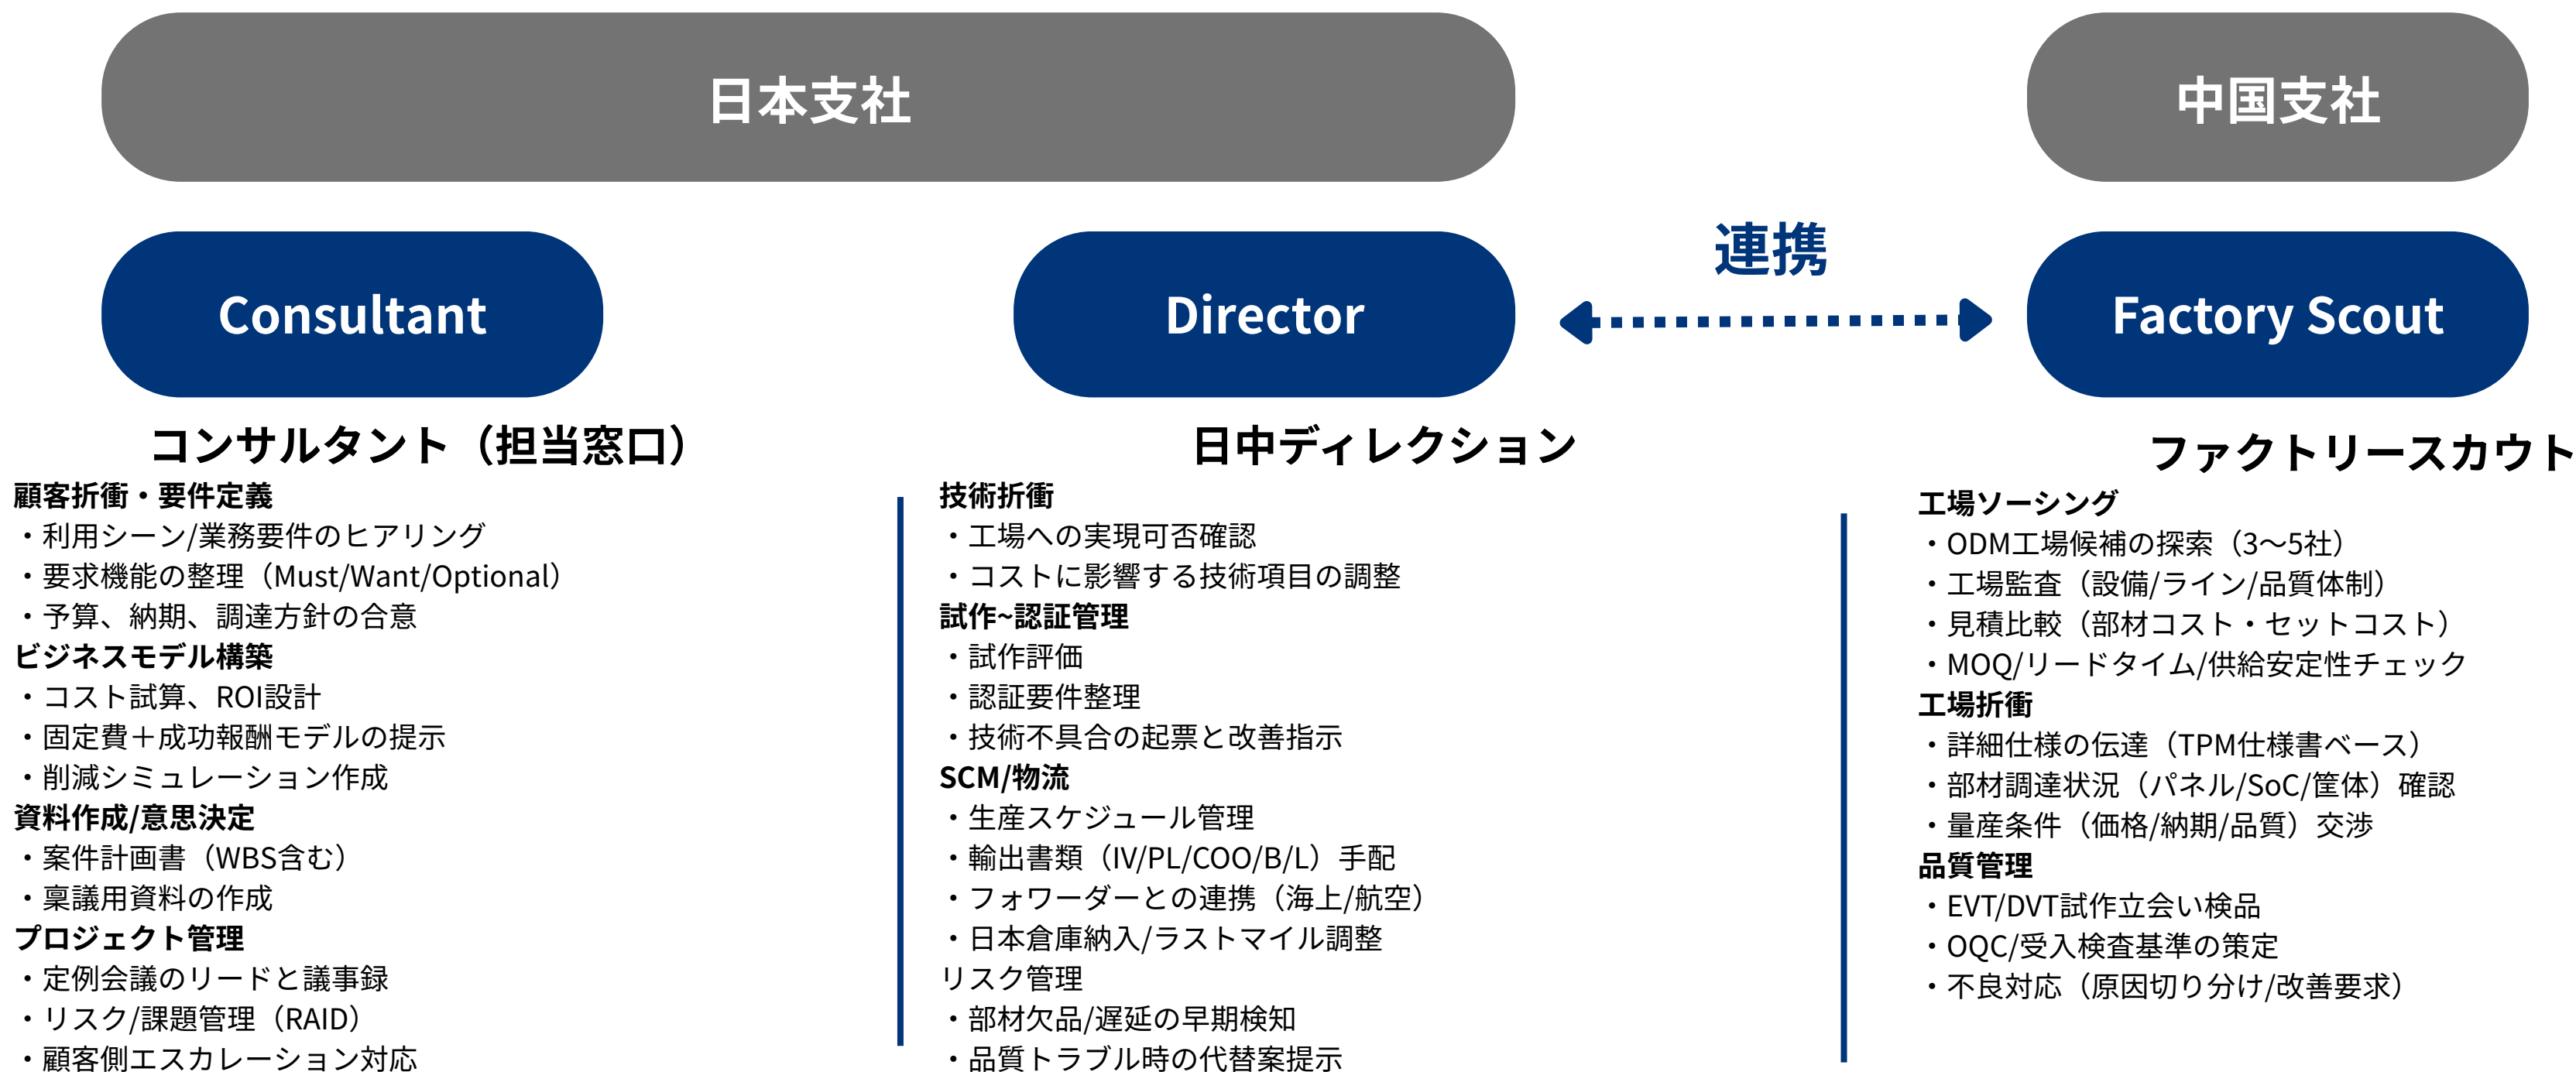 日本支社
中国支社
Consultant
Director
連携
Factory Scout
コンサルタント（担当窓口）
顧客折衝・要件定義
・利用シーン/業務要件のヒアリング
・要求機能の整理（Must/Want/Optional）
・予算、納期、調達方針の合意
ビジネスモデル構築
・コスト試算、ROI設計
・固定費＋成功報酬モデルの提示
・削減シミュレーション作成
資料作成/意思決定
・案件計画書（WBS含む）
・稟議用資料の作成
プロジェクト管理
・定例会議のリードと議事録
・リスク/課題管理（RAID）
・顧客側エスカレーション対応
日中ディレクション
技術折衝
・工場への実現可否確認
・コストに影響する技術項目の調整
試作~認証管理
・試作評価
・認証要件整理
・技術不具合の起票と改善指示
SCM/物流
・生産スケジュール管理
・輸出書類（IV/PL/COO/B/L）手配
・フォワーダーとの連携（海上/航空）
・日本倉庫納入/ラストマイル調整
リスク管理
・部材欠品/遅延の早期検知
・品質トラブル時の代替案提示
ファクトリースカウト
工場ソーシング
・ODM工場候補の探索（3〜5社）
・工場監査（設備/ライン/品質体制）
・見積比較（部材コスト・セットコスト）
・MOQ/リードタイム/供給安定性チェック
工場折衝
・詳細仕様の伝達（TPM仕様書ベース）
・部材調達状況（パネル/SoC/筐体）確認
・量産条件（価格/納期/品質）交渉
品質管理
・EVT/DVT試作立会い検品
・OQC/受入検査基準の策定
・不良対応（原因切り分け/改善要求）